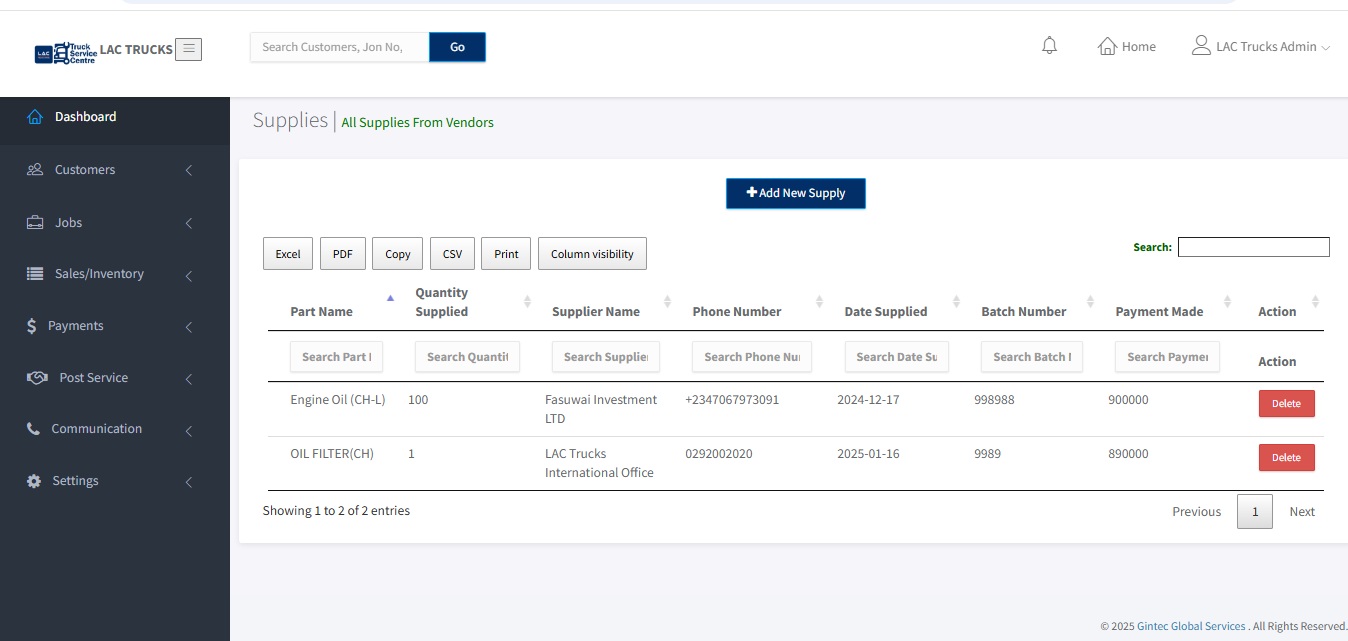 LAC
Truck
Service
Centre
LAC TRUCKS
Search Customers, Jon No,
Go
Home
LAC Trucks Admin
Dashboard
Customers
Jobs
Sales/Inventory
Payments
Post Service
Communication
Settings
Supplies | All Supplies From Vendors
Add New Supply
Excel PDF Copy CSV Print Column visibility
Search:
Part Name Quantity Supplied Supplier Name Phone Number Date Supplied Batch Number Payment Made Action
Search Part Search Quantit Search Supplier Search Phone Nu Search Date Su Search Batch Search Paymer Action
Engine Oil (CH-L) 100 Fasuwai Investment LTD +2347067973091 2024-12-17 998988 900000 Delete
OIL FILTER(CH) 1 LAC Trucks International Office 0292002020 2025-01-16 9989 890000 Delete
Showing 1 to 2 of 2 entries
Previous 1 Next
© 2025 Gintec Global Services . All Rights Reserved.